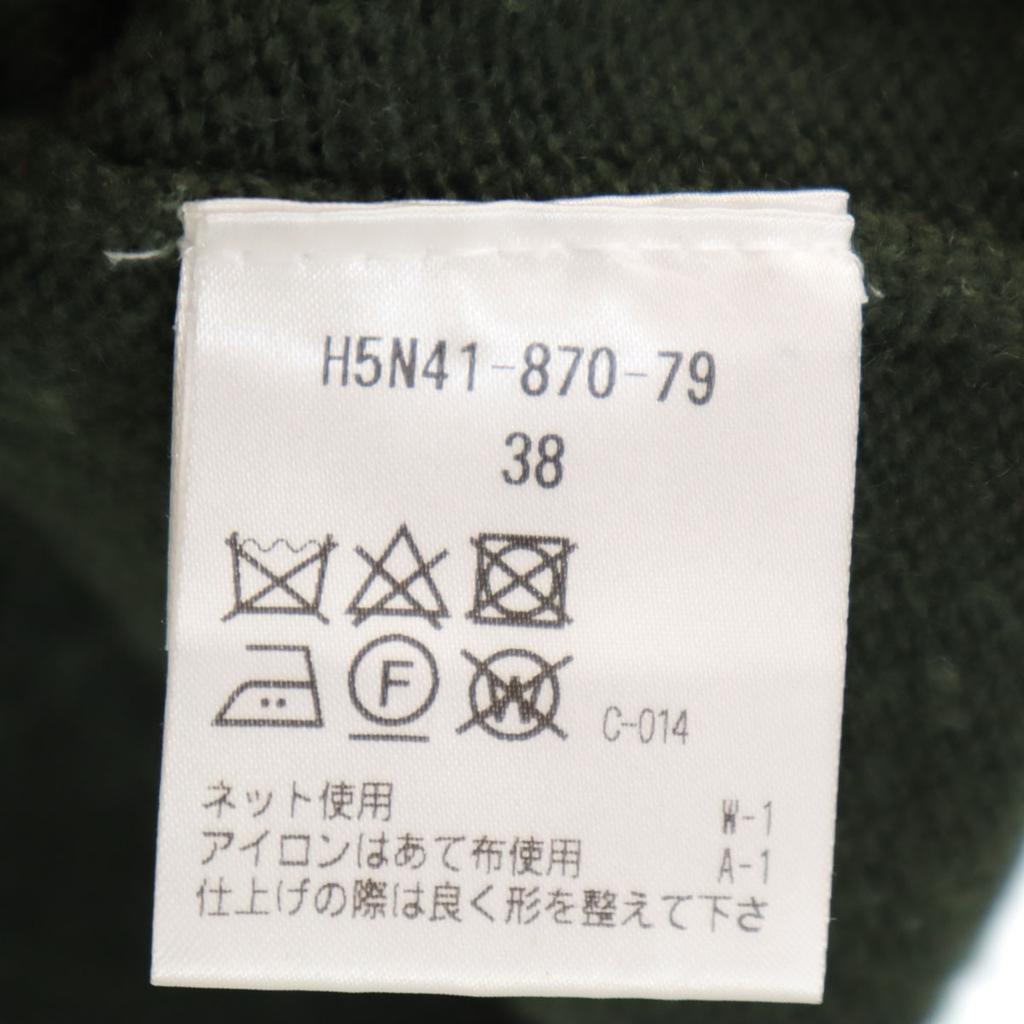 H5N41-870-79
38
F W C-014
ネット使用 W-1
アイロンはあて布使用 A-1
仕上げの際は良く形を整えて下さ